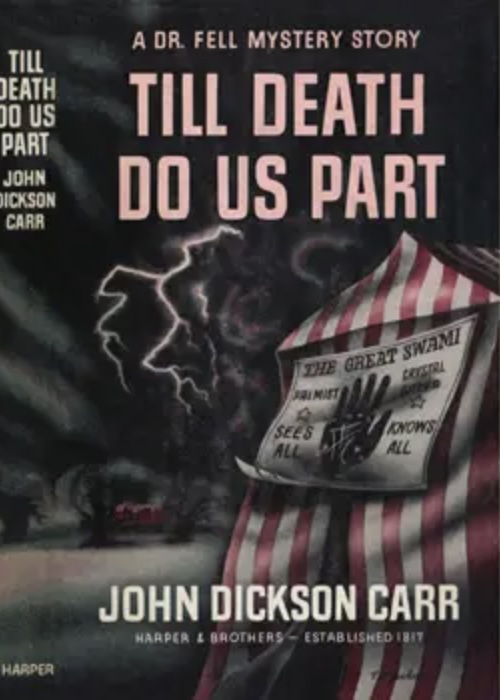 TILL
DEATH
DO US
PART
JOHN
DICKSON
CARR
HARPER
A DR. FELL MYSTERY STORY
TILL DEATH
DO US PART
THE GREAT SWAMI
PALMIST
CRYSTAL
SEES
ALL
KNOWS
ALL
JOHN DICKSON CARR
HARPER & BROTHERS – ESTABLISHED 1817